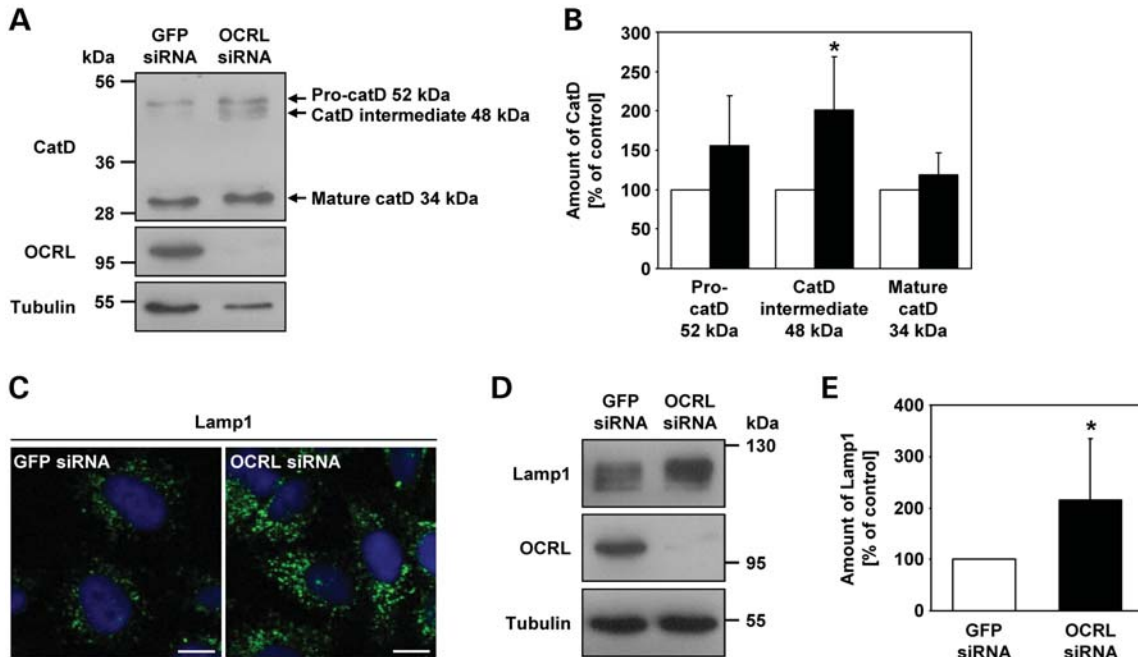 A
GFP siRNA
OCRL siRNA
kDa
56
36
28
95
55
CatD
OCRL
Tubulin
Pro-catD 52 kDa
CatD intermediate 48 kDa
Mature catD 34 kDa
B
Amount of CatD
[% of control]
300
250
200
150
100
50
0
*
Pro-
catD
52 kDa
CatD
intermediate
48 kDa
Mature
catD
34 kDa
C
Lamp1
GFP siRNA
OCRL siRNA
D
GFP
siRNA
OCRL
siRNA
kDa
Lamp1
130
OCRL
95
Tubulin
55
E
Amount of Lamp1
[% of control]
400
300
200
100
0
*
GFP
siRNA
OCRL
siRNA